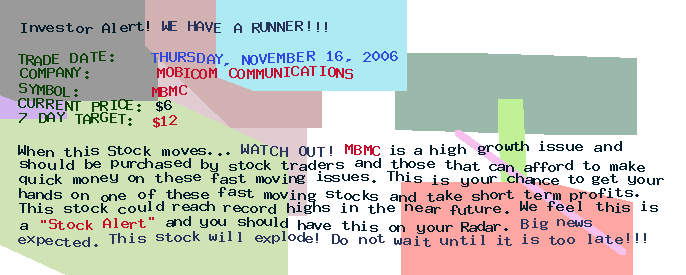 Investor Alert! WE HAVE A RUNNER!!!
TRADE DATE: THURSDAY, NOVEMBER 16, 2006
COMPANY: MOBICOM COMMUNICATIONS
SYMBOL: MBMC
CURRENT PRICE: $6
7 DAY TARGET: $12
When this Stock moves... WATCH OUT! MBMC is a high growth issue and
should be purchased by stock traders and those that can afford to make
quick money on these fast moving issues. This is your chance to get your
hands on one of these fast moving stocks and take short term profits.
This stock could reach record highs in the near future. We feel this is
a "Stock Alert" and you should have this on your Radar. Big news
expected. This stock will explode! Do not wait until it is too late!!!